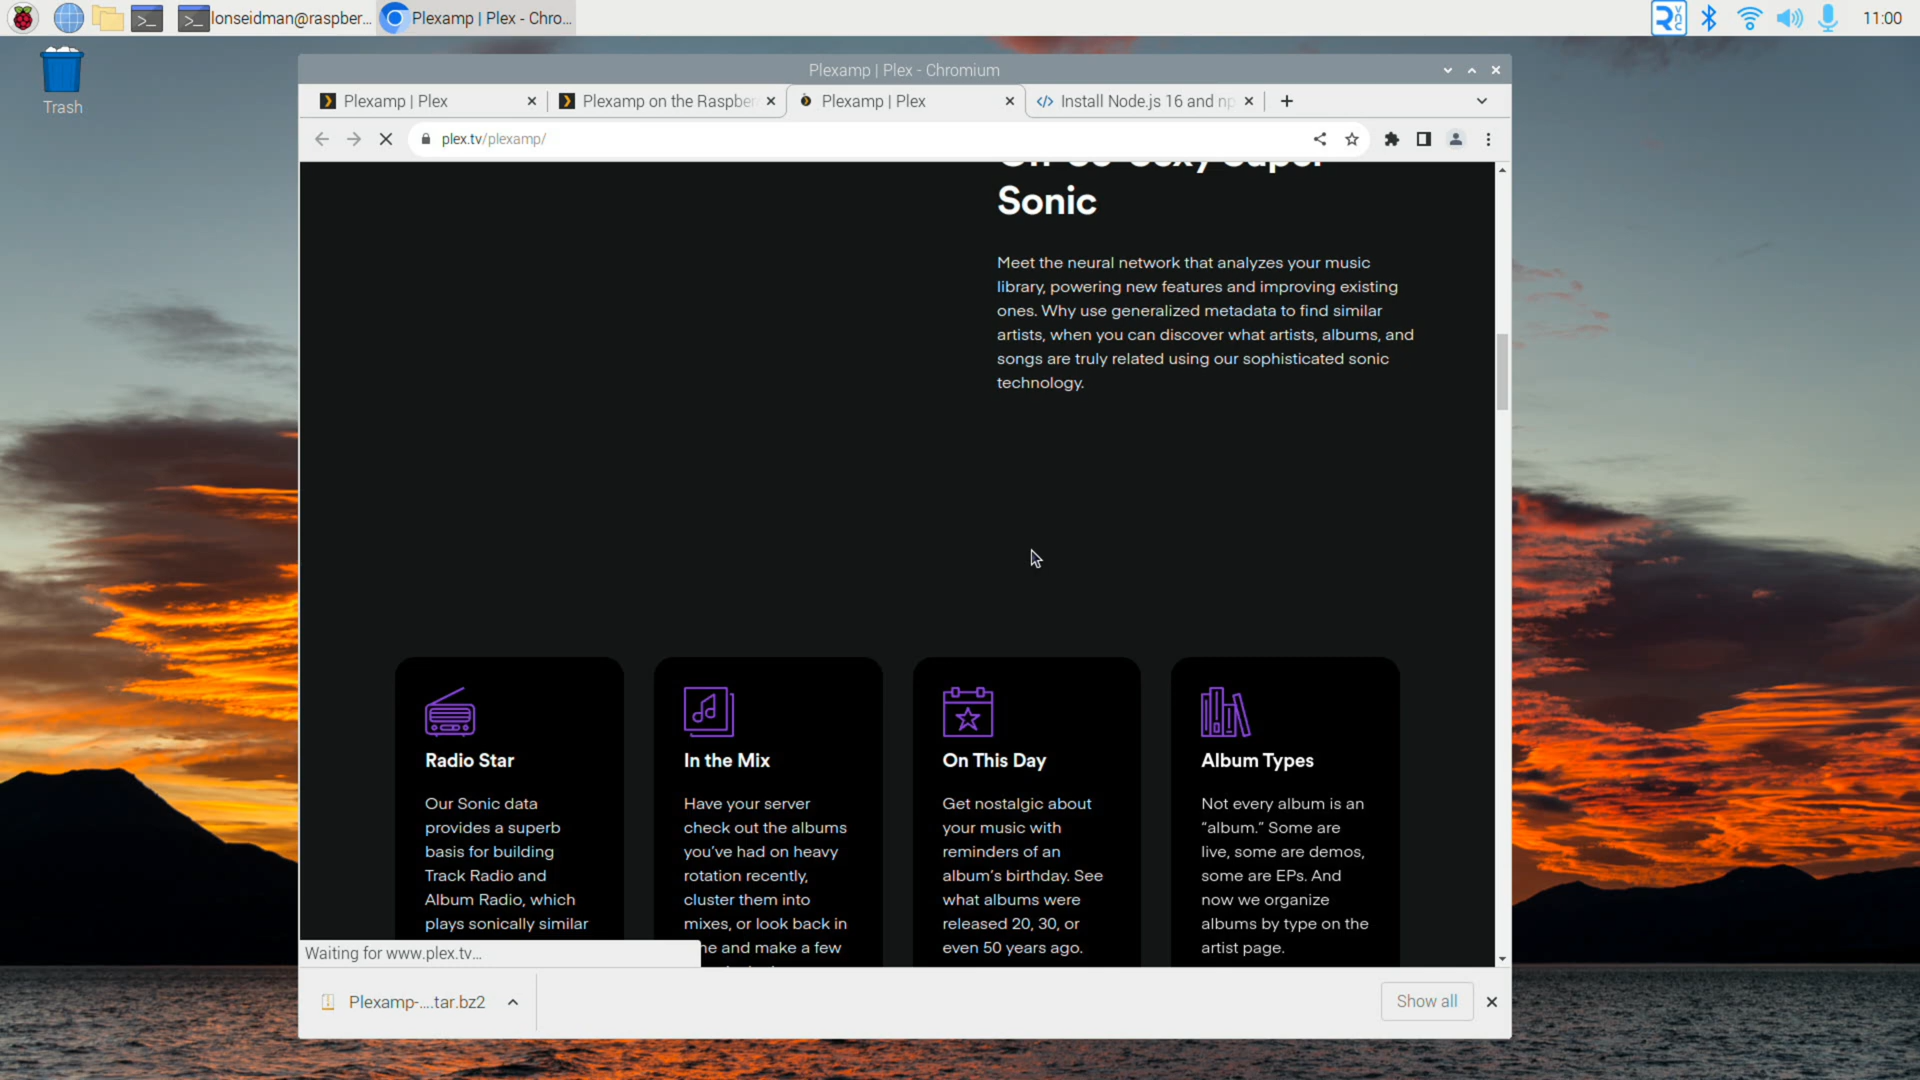 lonseidman@raspber...
Plexamp | Plex - Chro...
11:00
Trash
Plexamp | Plex - Chromium
Plexamp | Plex
Plexamp on the Raspber
Plexamp | Plex
Install Node.js 16 and np
plex.tv/plexamp/
Sonic
Meet the neural network that analyzes your music
library, powering new features and improving existing
ones. Why use generalized metadata to find similar
artists, when you can discover what artists, albums, and
songs are truly related using our sophisticated sonic
technology.
Radio Star
Our Sonic data
provides a superb
basis for building
Track Radio and
Album Radio, which
plays sonically similar
In the Mix
Have your server
check out the albums
you've had on heavy
rotation recently,
cluster them into
mixes, or look back in
and make a few
On This Day
Get nostalgic about
your music with
reminders of an
album's birthday. See
what albums were
released 20, 30, or
even 50 years ago.
Album Types
Not every album is an
“album.” Some are
live, some are demos,
some are EPs. And
now we organize
albums by type on the
artist page.
Waiting for www.plex.tv...
Plexamp-....tar.bz2
Show all